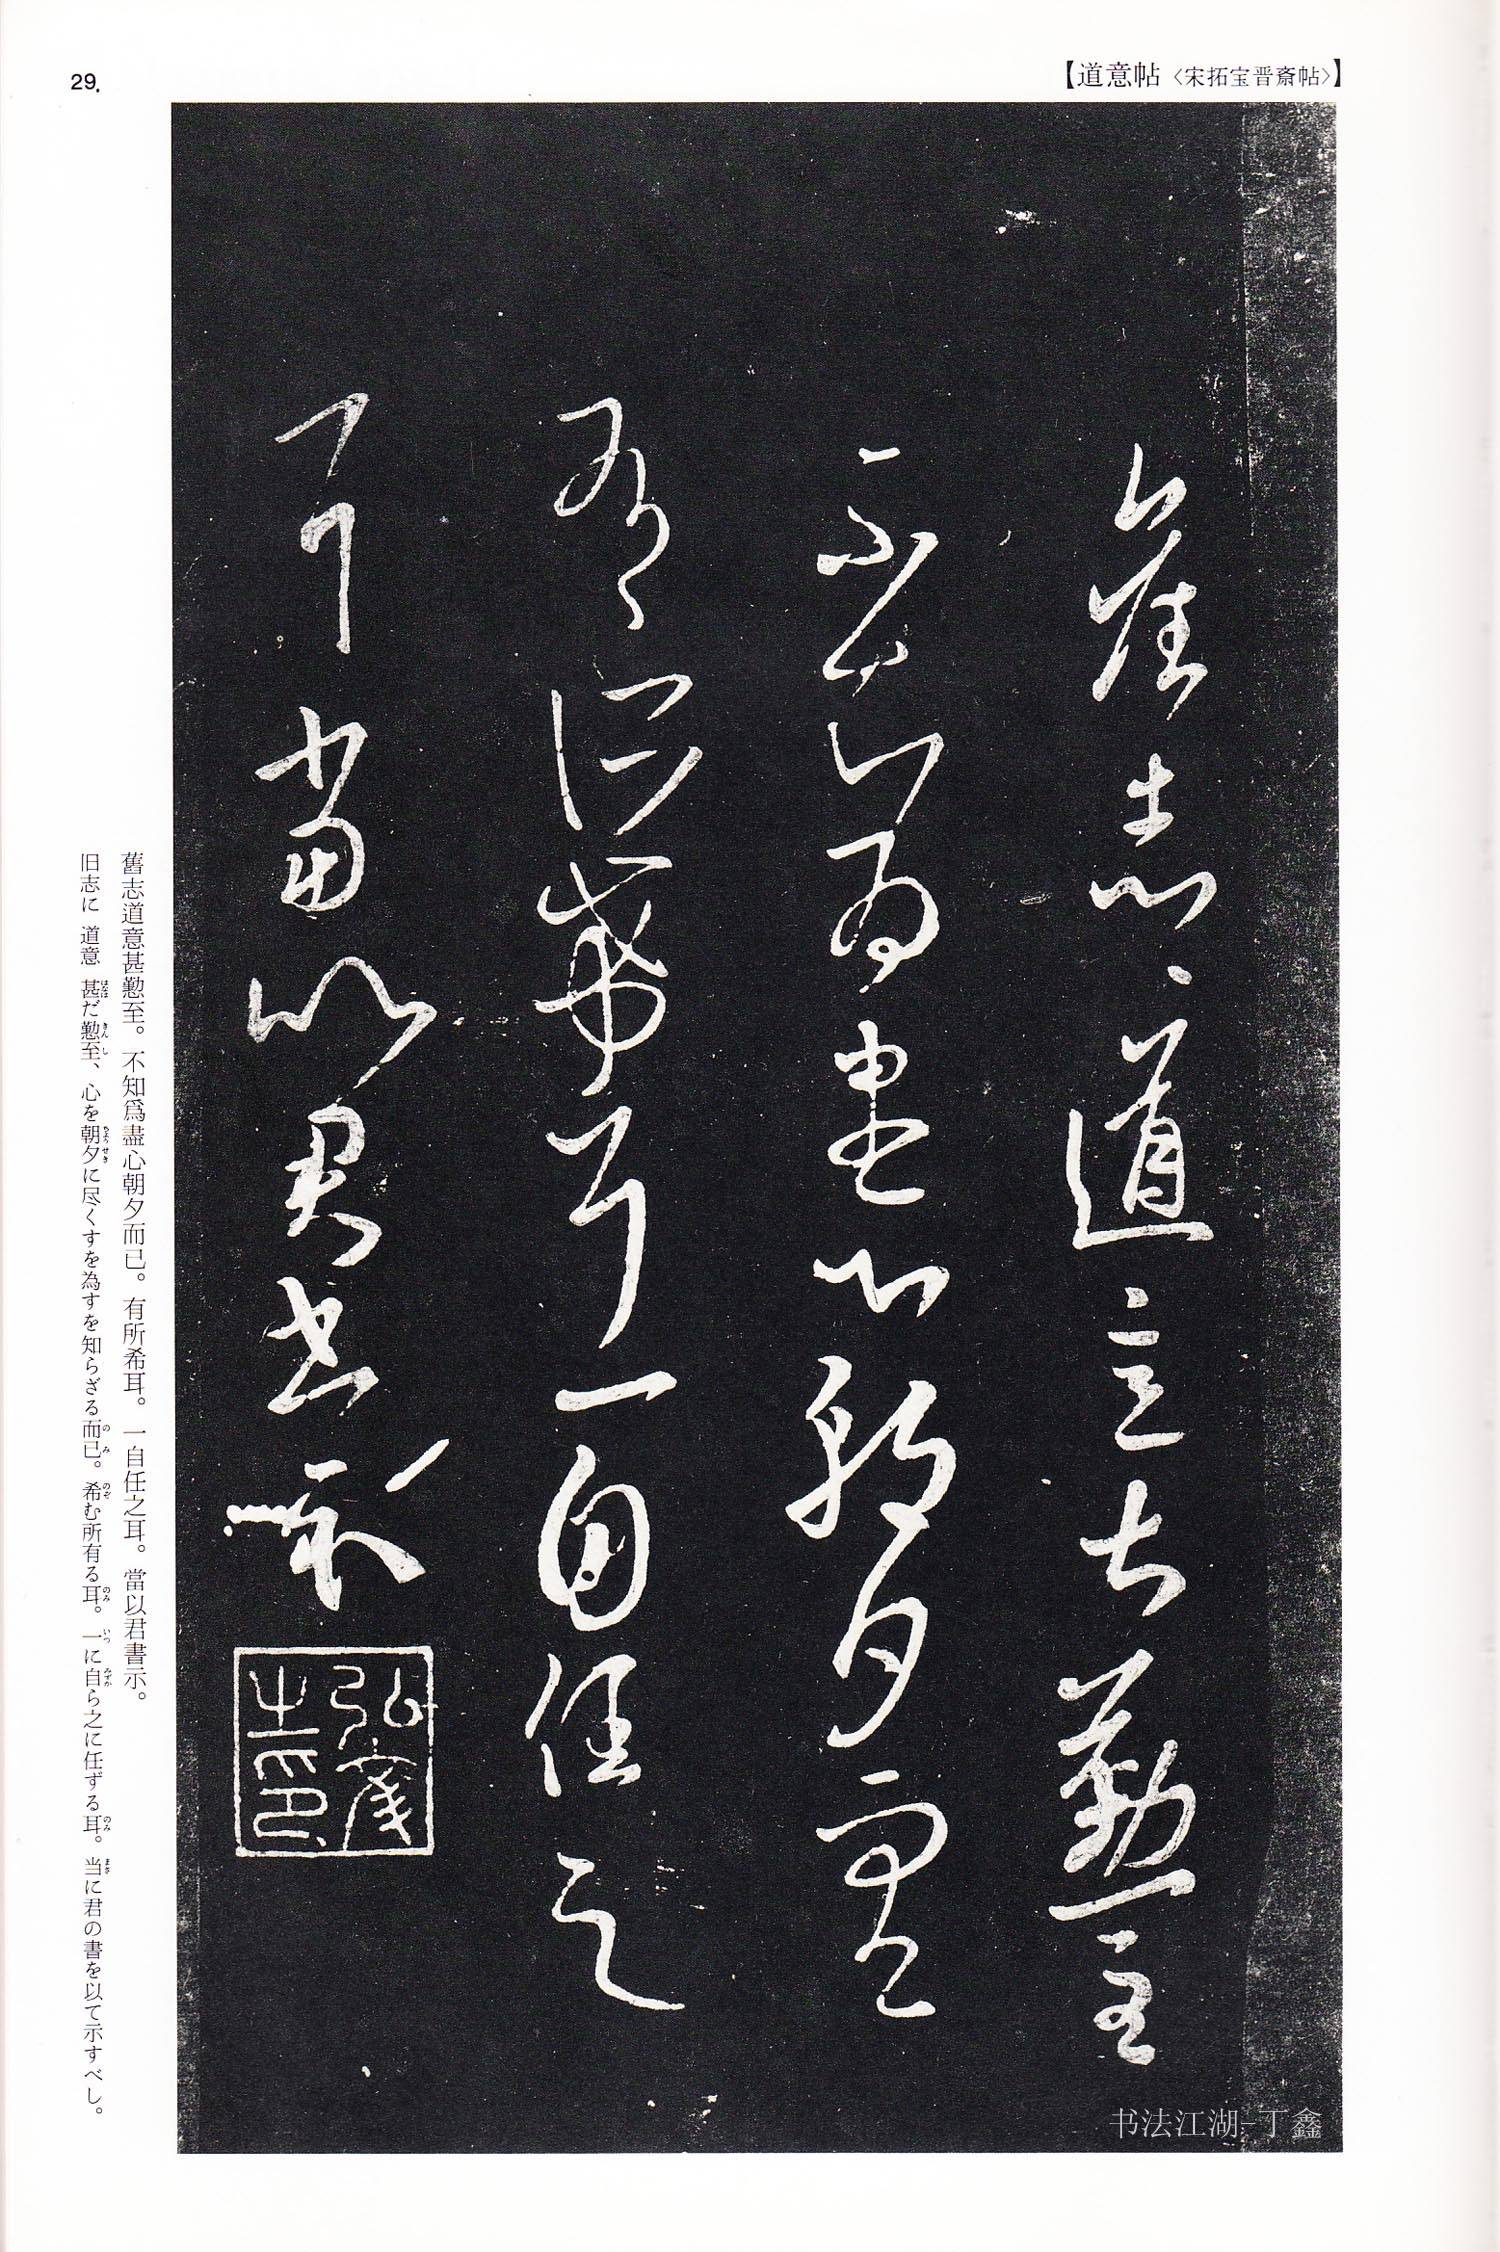 【道意帖〈宋拓宝晋斎帖〉】
舊志道意甚懃至
不知爲盡心朝夕而已
有所希耳一自任之
耳當以君書示
弘度
之印
舊志道意甚懃至。不知爲盡心朝夕而已。有所希耳。一自任之耳。當以君書示。
旧志に 道意 甚だ懃至、心を朝夕に尽くすを為すを知らざる而已。希む所有る耳。一に自ら之に任ずる耳。当に君の書を以て示すべし。
29.
书法江湖-丁鑫